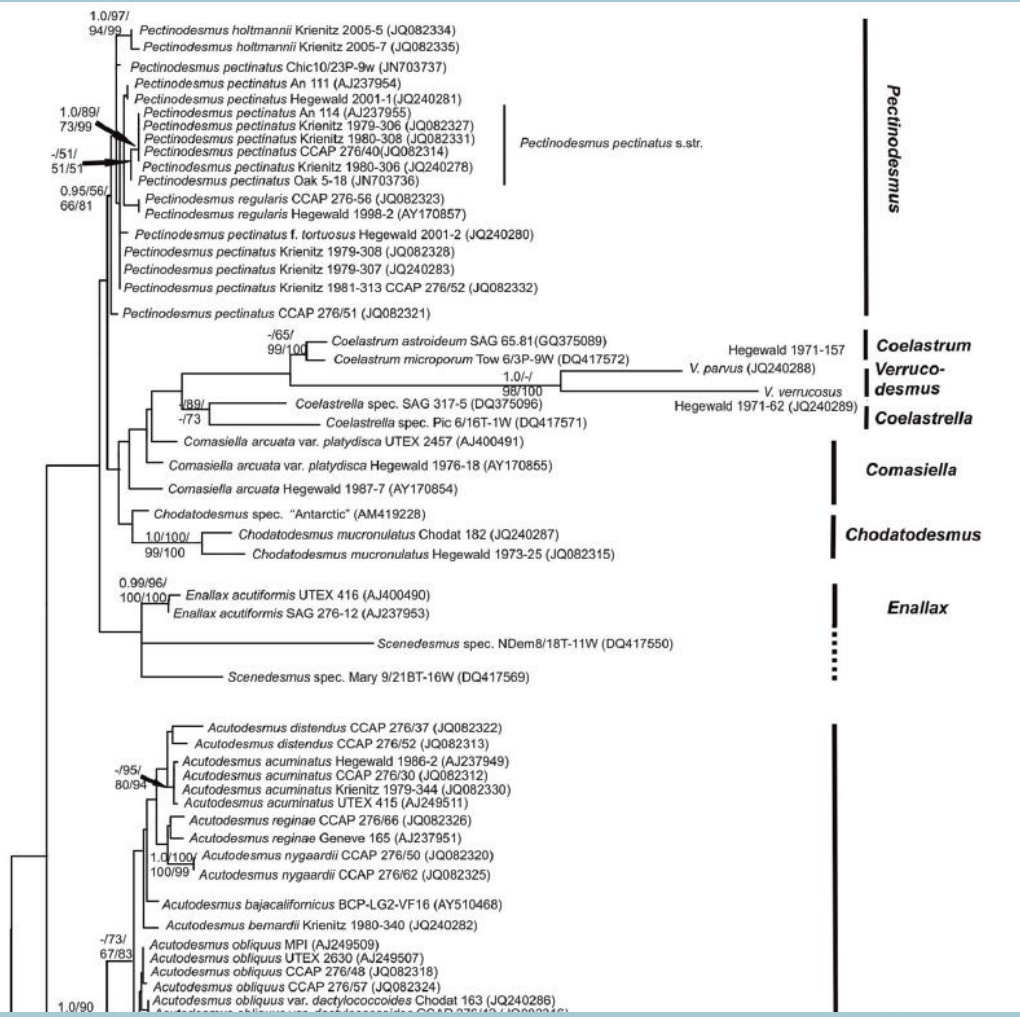 1.0/97/
94/99
Pectinodesmus holtmannii Krienitz 2005-5 (JQ082334)
Pectinodesmus holtmannii Krienitz 2005-7 (JQ082335)
Pectinodesmus pectinatus Chic10/23P-9w (JN703737)
Pectinodesmus pectinatus An 111 (AJ237954)
Pectinodesmus pectinatus Hegewald 2001-1(JQ240281)
1.0/89/
73/99
Pectinodesmus pectinatus An 114 (AJ237955)
Pectinodesmus pectinatus Krienitz 1979-306 (JQ082327)
Pectinodesmus pectinatus Krienitz 1980-308 (JQ082331)
Pectinodesmus pectinatus CCAP 276/40(JQ082314)
Pectinodesmus pectinatus Krienitz 1980-306 (JQ240278)
Pectinodesmus pectinatus Oak 5-18 (JN703736)
Pectinodesmus pectinatus s.str.
Pectinodesmus
-/51/
51/51
0.95/56/
66/81
Pectinodesmus regularis CCAP 276-56 (JQ082323)
Pectinodesmus regularis Hegewald 1998-2 (AY170857)
Pectinodesmus pectinatus f. tortuosus Hegewald 2001-2 (JQ240280)
Pectinodesmus pectinatus Krienitz 1979-308 (JQ082328)
Pectinodesmus pectinatus Krienitz 1979-307 (JQ240283)
Pectinodesmus pectinatus Krienitz 1981-313 CCAP 276/52 (JQ082332)
Pectinodesmus pectinatus CCAP 276/51 (JQ082321)
-/65/
99/100
Coelastrum astroideum SAG 65.81(GQ375089)
Coelastrum microporum Tow 6/3P-9W (DQ417572)
Coelastrum
Hegewald 1971-157
V. parvus (JQ240288)
1.0/-/
98/100
V. verrucosus
Hegewald 1971-62 (JQ240289)
Verruco-
desmus
-/89/
-/73
Coelastrella spec. SAG 317-5 (DQ375096)
Coelastrella spec. Pic 6/16T-1W (DQ417571)
Coelastrella
Comasiella arcuata var. platydisca UTEX 2457 (AJ400491)
Comasiella arcuata var. platydisca Hegewald 1976-18 (AY170855)
Comasiella arcuata Hegewald 1987-7 (AY170854)
Comasiella
Chodatodesmus spec. "Antarctic" (AM419228)
1.0/100/
99/100
Chodatodesmus mucronulatus Chodat 182 (JQ240287)
Chodatodesmus mucronulatus Hegewald 1973-25 (JQ082315)
Chodatodesmus
0.99/96/
100/100
Enallax acutiformis UTEX 416 (AJ400490)
Enallax acutiformis SAG 276-12 (AJ237953)
Enallax
Scenedesmus spec. NDem8/18T-11W (DQ417550)
Scenedesmus spec. Mary 9/21BT-16W (DQ417569)
Acutodesmus distendus CCAP 276/37 (JQ082322)
Acutodesmus distendus CCAP 276/52 (JQ082313)
-/95/
80/94
Acutodesmus acuminatus Hegewald 1986-2 (AJ237949)
Acutodesmus acuminatus CCAP 276/30 (JQ082312)
Acutodesmus acuminatus Krienitz 1979-344 (JQ082330)
Acutodesmus acuminatus UTEX 415 (AJ249511)
Acutodesmus reginae CCAP 276/66 (JQ082326)
Acutodesmus reginae Geneve 165 (AJ237951)
1.0/100/
100/99
Acutodesmus nygaardii CCAP 276/50 (JQ082320)
Acutodesmus nygaardii CCAP 276/62 (JQ082325)
Acutodesmus bajacalifornicus BCP-LG2-VF16 (AY510468)
Acutodesmus bernardii Krienitz 1980-340 (JQ240282)
-/73/
67/83
Acutodesmus obliquus MPI (AJ249509)
Acutodesmus obliquus UTEX 2630 (AJ249507)
Acutodesmus obliquus CCAP 276/48 (JQ082318)
Acutodesmus obliquus CCAP 276/57 (JQ082324)
Acutodesmus obliquus var. dactylococcoides Chodat 163 (JQ240286)
1.0/90